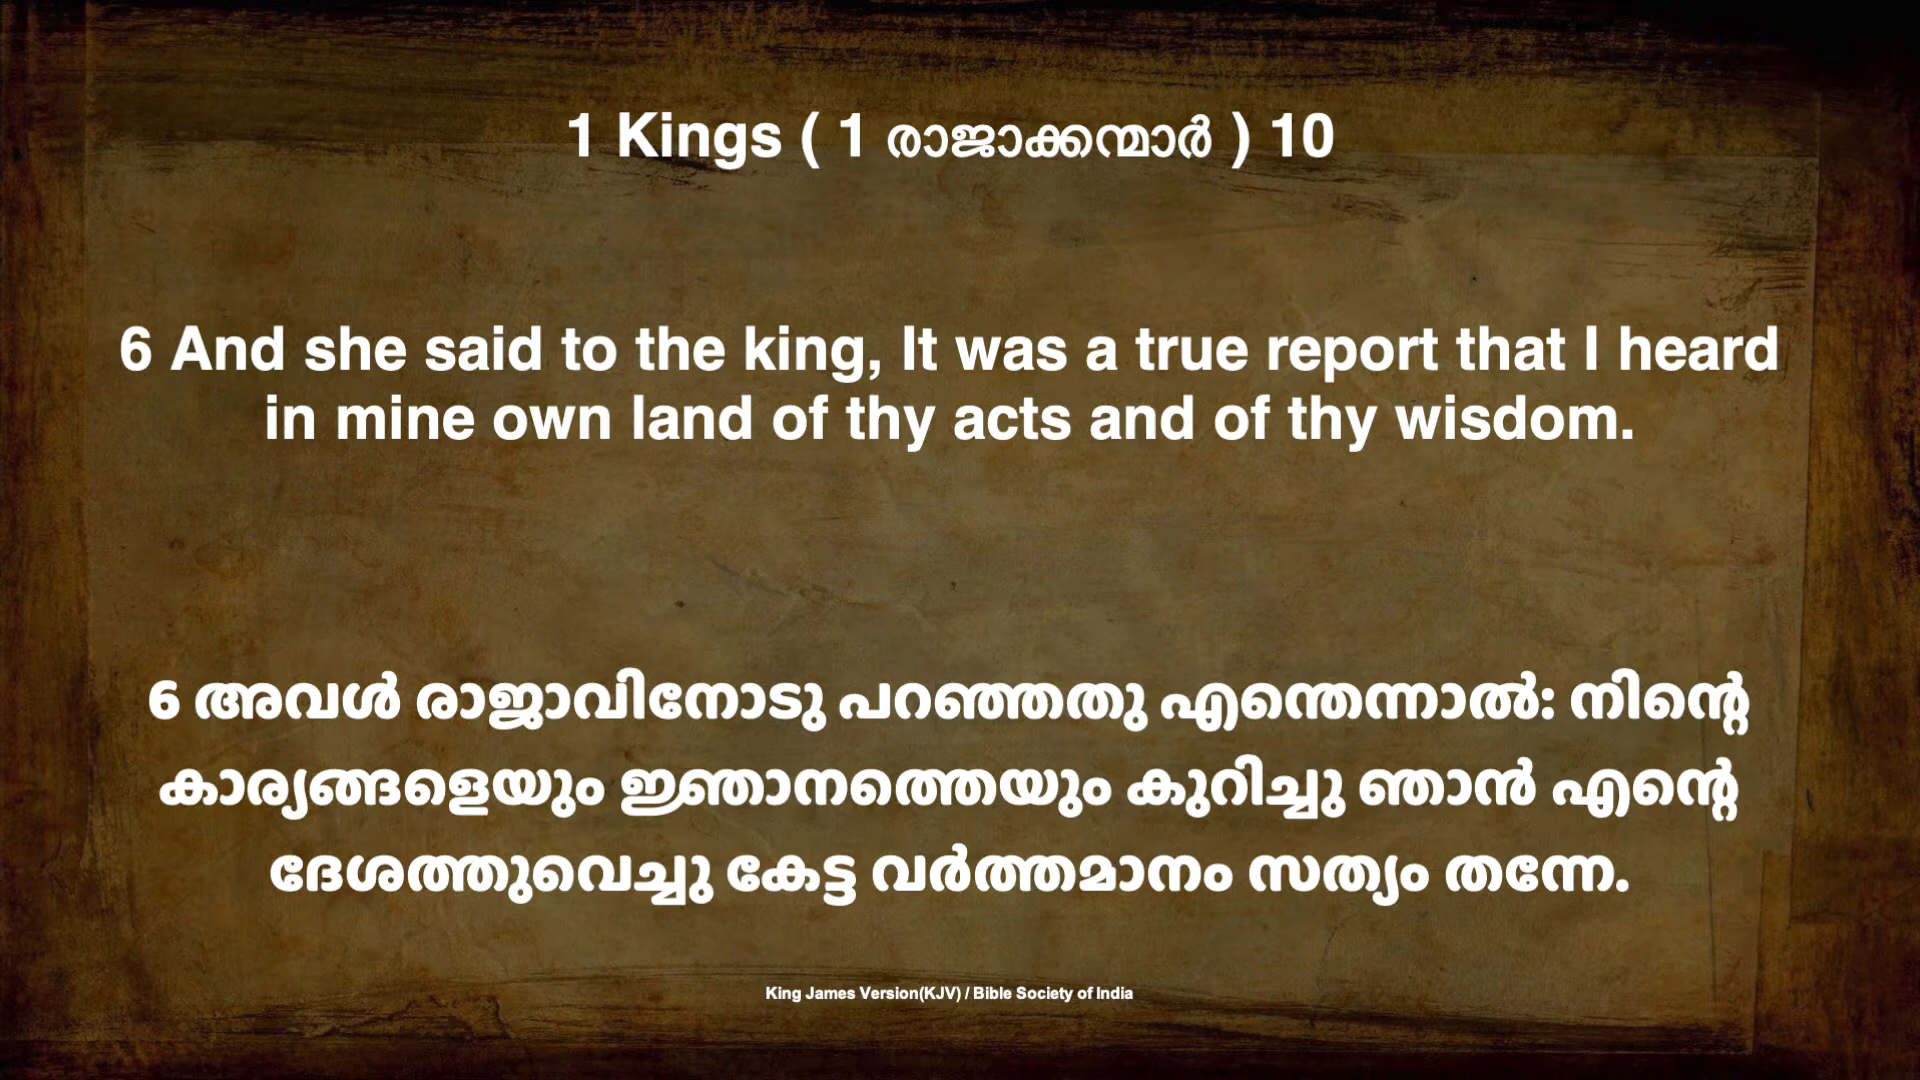 1 Kings ( 1 രാജാക്കന്മാർ ) 10
6 And she said to the king, It was a true report that I heard
in mine own land of thy acts and of thy wisdom.
6 അവൾ രാജാവിനോടു പറഞ്ഞതു എന്തെന്നാൽ: നിന്റെ
കാര്യങ്ങളെയും ജ്ഞാനത്തെയും കുറിച്ചു ഞാൻ എന്റെ
ദേശത്തുവെച്ചു കേട്ട വർത്തമാനം സത്യം തന്നേ.
King James Version(KJV) / Bible Society of India